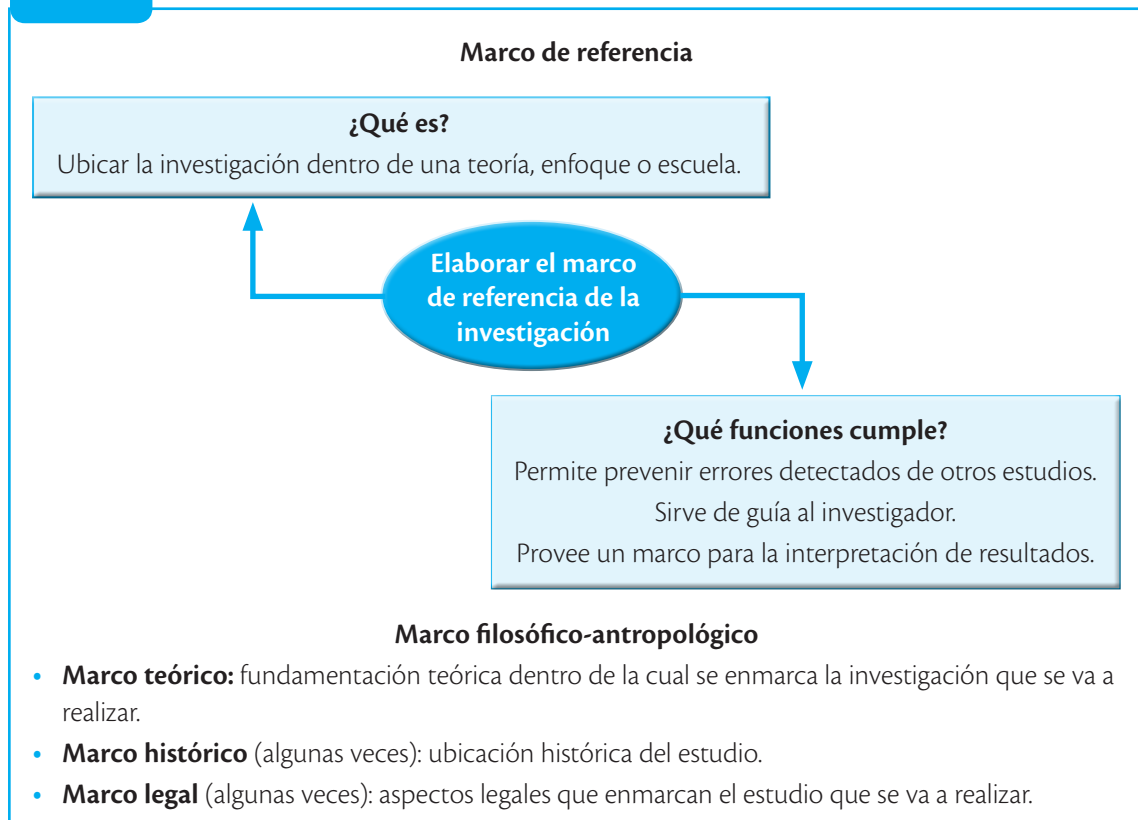 Marco de referencia
¿Qué es?
Ubicar la investigación dentro de una teoría, enfoque o escuela.
Elaborar el marco
de referencia de la
investigación
¿Qué funciones cumple?
Permite prevenir errores detectados de otros estudios.
Sirve de guía al investigador.
Provee un marco para la interpretación de resultados.
Marco filosófico-antropológico
• Marco teórico: fundamentación teórica dentro de la cual se enmarca la investigación que se va a
realizar.
• Marco histórico (algunas veces): ubicación histórica del estudio.
• Marco legal (algunas veces): aspectos legales que enmarcan el estudio que se va a realizar.